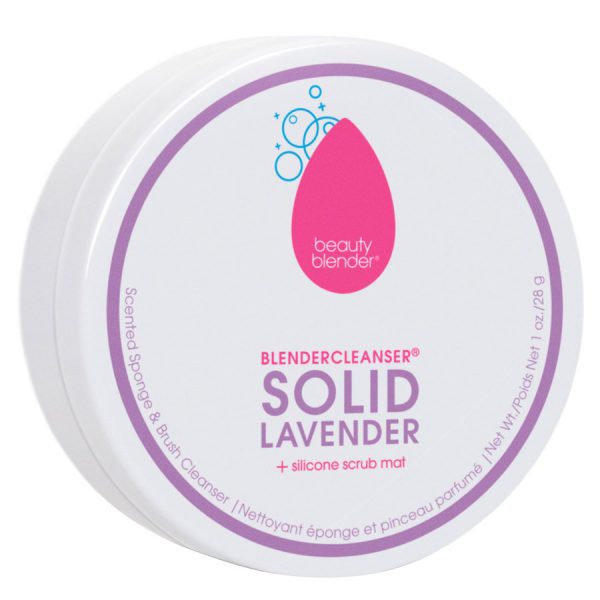 beauty
blender®
BLENDERCLEANSER®
SOLID
LAVENDER
+ silicone scrub mat
Scented Sponge & Brush Cleanser | Nettoyant éponge et pinceau parfumé | Net Wt./Poids Net 1 oz./28 g